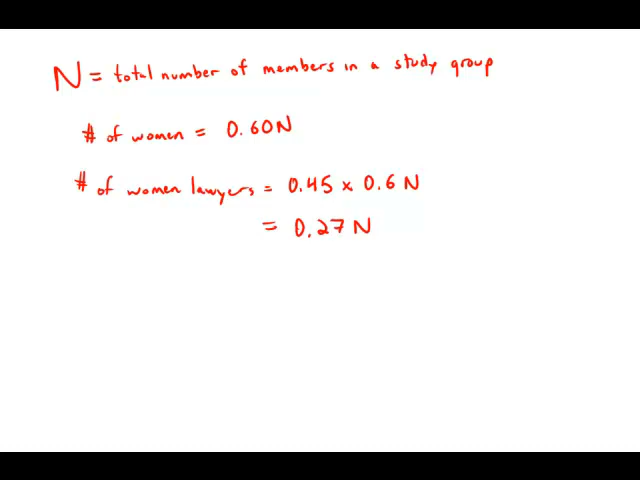 N = total number of members in a study group
# of women = 0.60N
# of women lawyers = 0.45 x 0.6 N
= 0.27 N